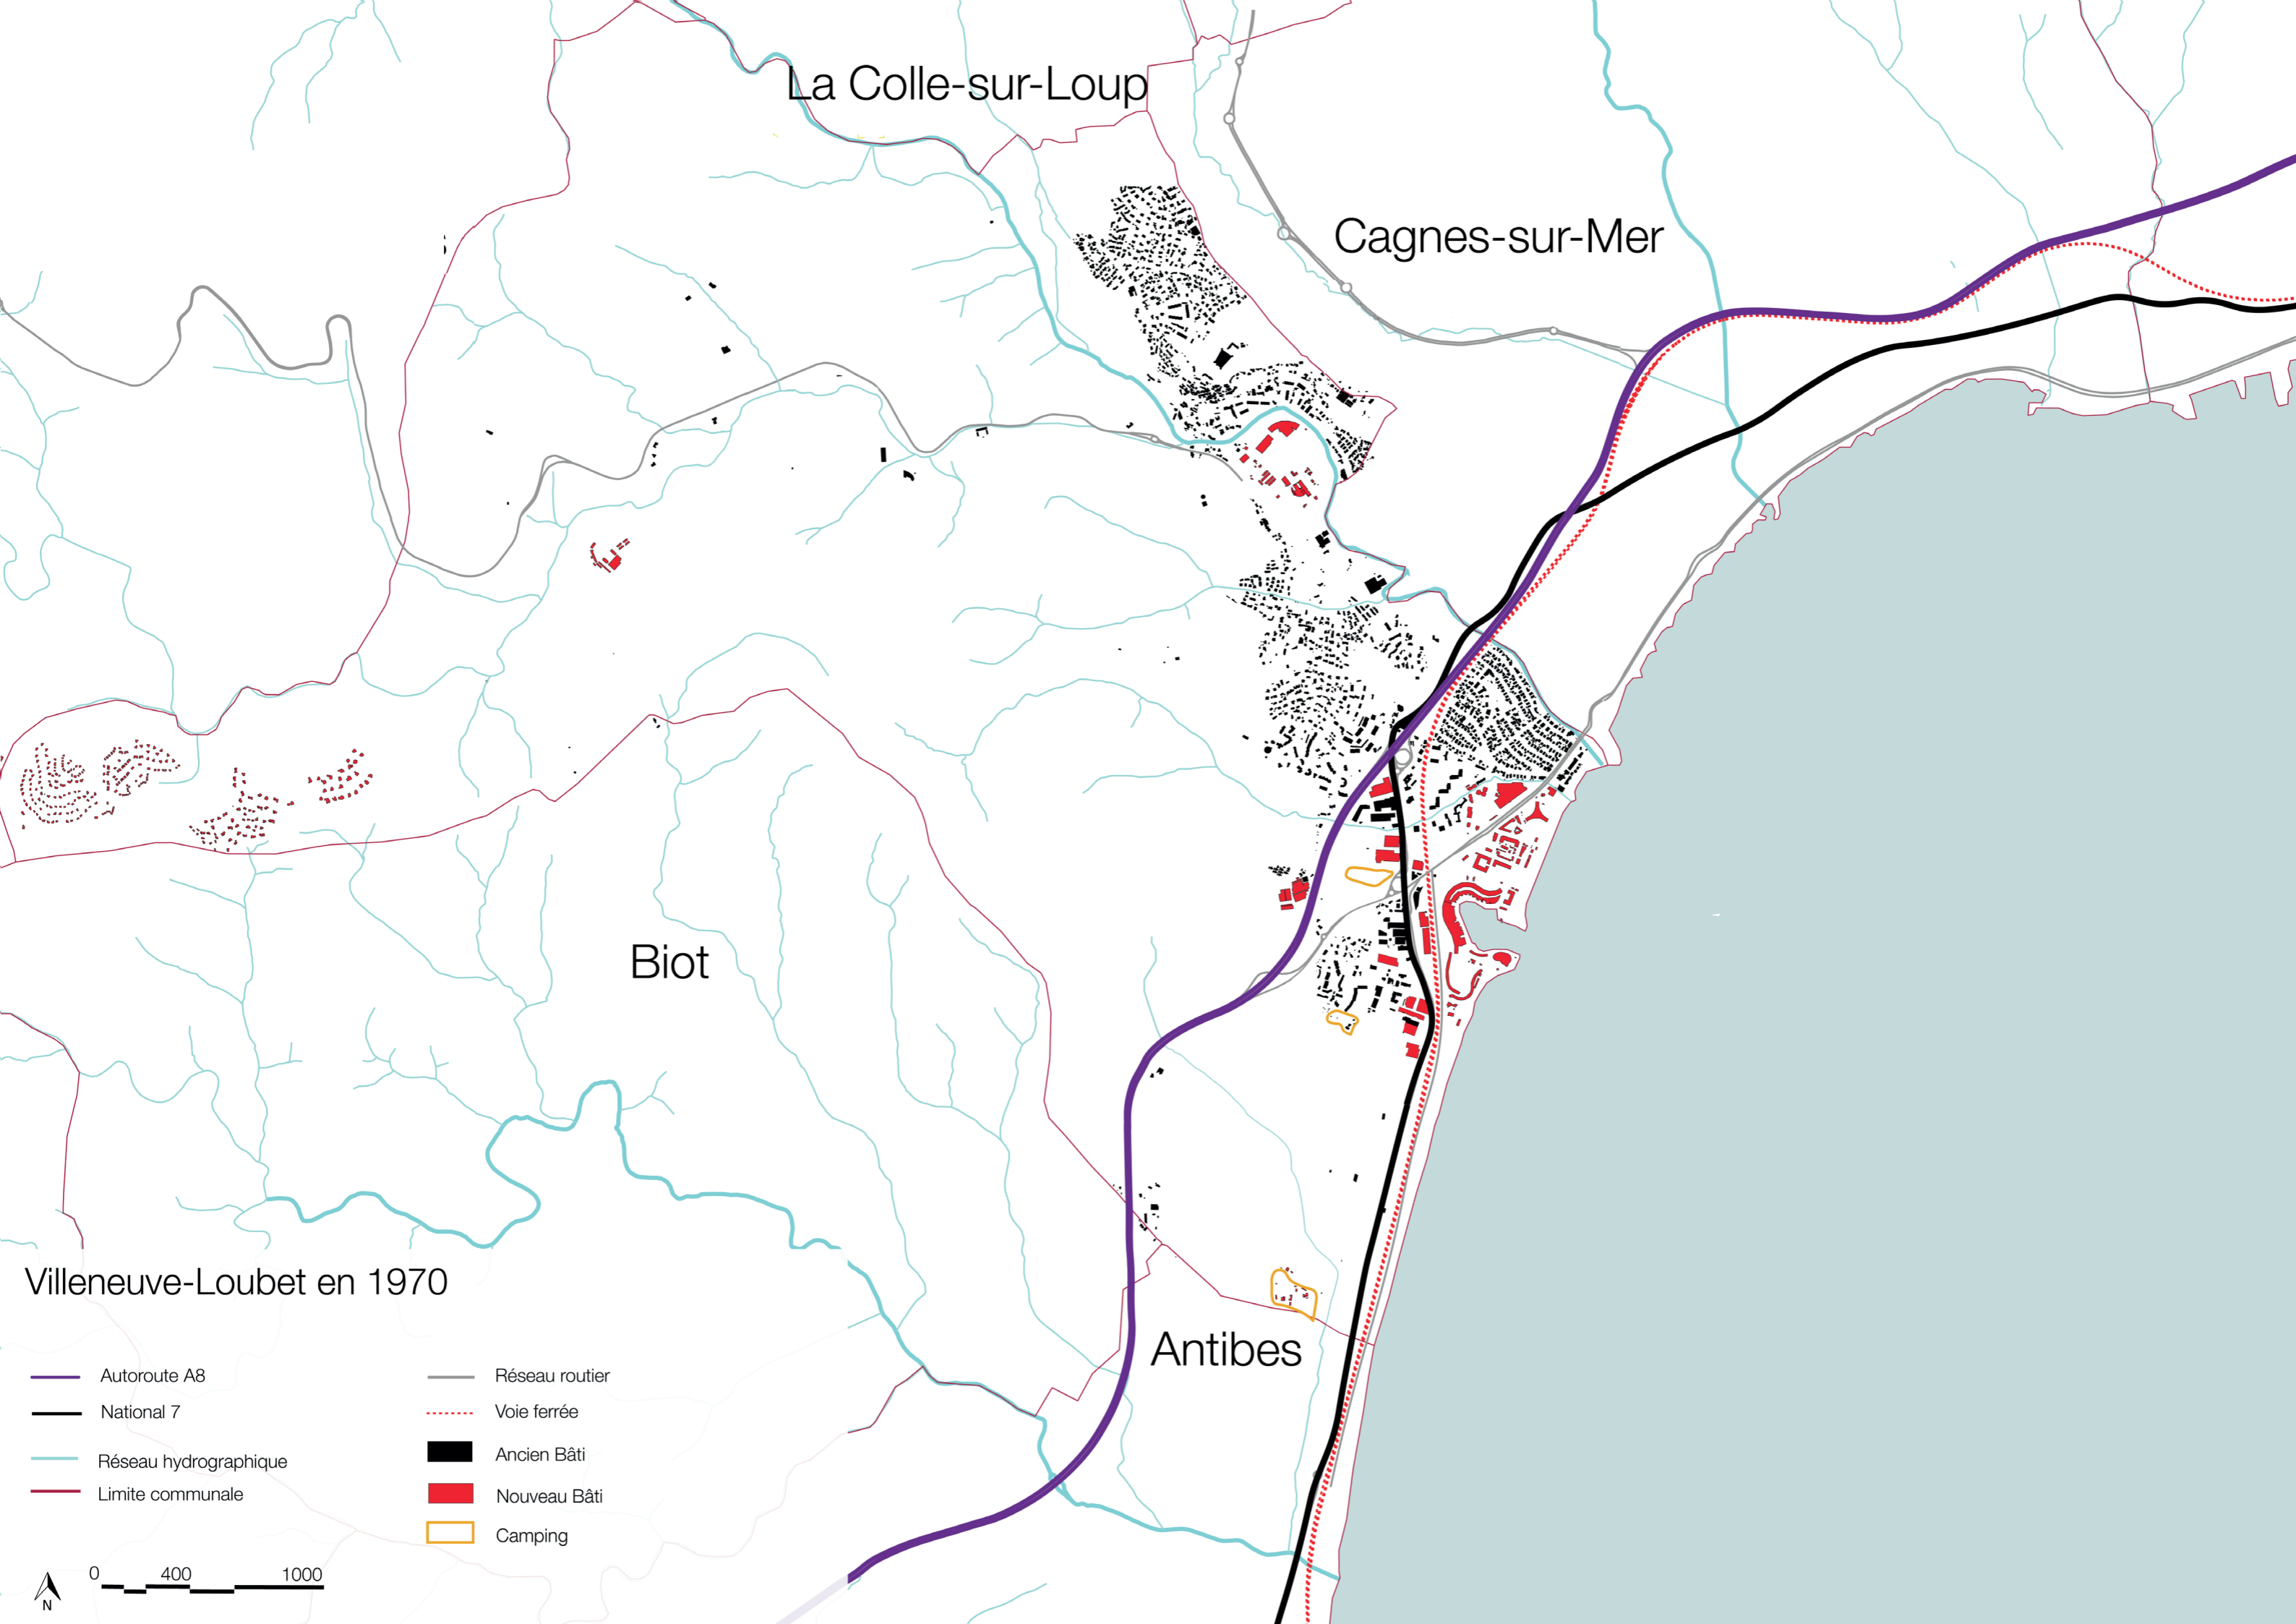 La Colle-sur-Loup
Cagnes-sur-Mer
Biot
Antibes
Villeneuve-Loubet en 1970
Autoroute A8
National 7
Réseau hydrographique
Limite communale
Réseau routier
Voie ferrée
Ancien Bâti
Nouveau Bâti
Camping
0 400 1000
N